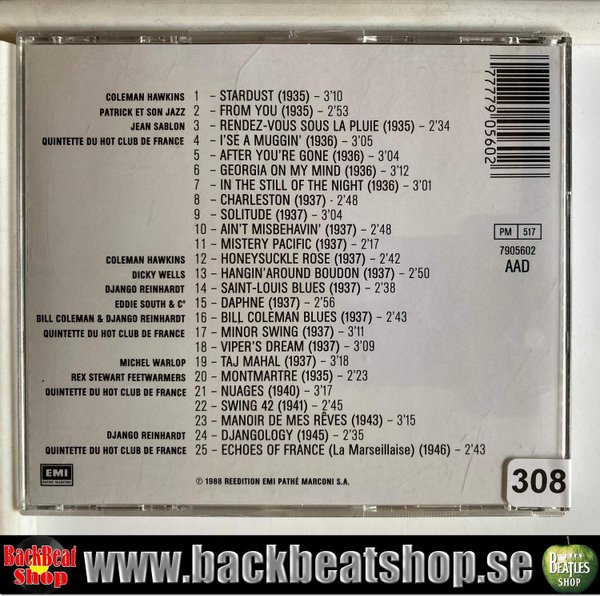 COLEMAN HAWKINS 1 – STARDUST (1935) – 3'10
PATRICK ET SON JAZZ 2 – FROM YOU (1935) – 2'53
JEAN SABLON 3 – RENDEZ-VOUS SOUS LA PLUIE (1935) – 2'34
QUINTETTE DU HOT CLUB DE FRANCE 4 – I'SE A MUGGIN' (1936) – 3'05
5 – AFTER YOU'RE GONE (1936) – 3'04
6 – GEORGIA ON MY MIND (1936) – 3'12
7 – IN THE STILL OF THE NIGHT (1936) – 3'01
8 – CHARLESTON (1937) – 2'48
9 – SOLITUDE (1937) – 3'04
10 – AIN'T MISBEHAVIN' (1937) – 2'48
11 – MISTERY PACIFIC (1937) – 2'17
COLEMAN HAWKINS 12 – HONEYSUCKLE ROSE (1937) – 2'42
DICKY WELLS 13 – HANGIN'AROUND BOUDON (1937) – 2'50
DJANGO REINHARDT 14 – SAINT-LOUIS BLUES (1937) – 2'38
EDDIE SOUTH & C° 15 – DAPHNE (1937) – 2'56
BILL COLEMAN & DJANGO REINHARDT 16 – BILL COLEMAN BLUES (1937) – 2'43
QUINTETTE DU HOT CLUB DE FRANCE 17 – MINOR SWING (1937) – 3'11
18 – VIPER'S DREAM (1937) – 3'09
MICHEL WARLOP 19 – TAJ MAHAL (1937) – 3'18
REX STEWART FEETWARMERS 20 – MONTMARTRE (1935) – 2'23
QUINTETTE DU HOT CLUB DE FRANCE 21 – NUAGES (1940) – 3'17
22 – SWING 42 (1941) – 2'45
23 – MANOIR DE MES RÊVES (1943) – 3'15
DJANGO REINHARDT 24 – DJANGOLOGY (1945) – 2'35
QUINTETTE DU HOT CLUB DE FRANCE 25 – ECHOES OF FRANCE (La Marseillaise) (1946) – 2'43
77779 05602
PM 517
7905602
AAD
EMI
PATHÉ MARCONI
℗ 1988 REEDITION EMI PATHÉ MARCONI S.A.
308
BackBeat
Shop
www.backbeatshop.se
THE
BEATLES
SHOP